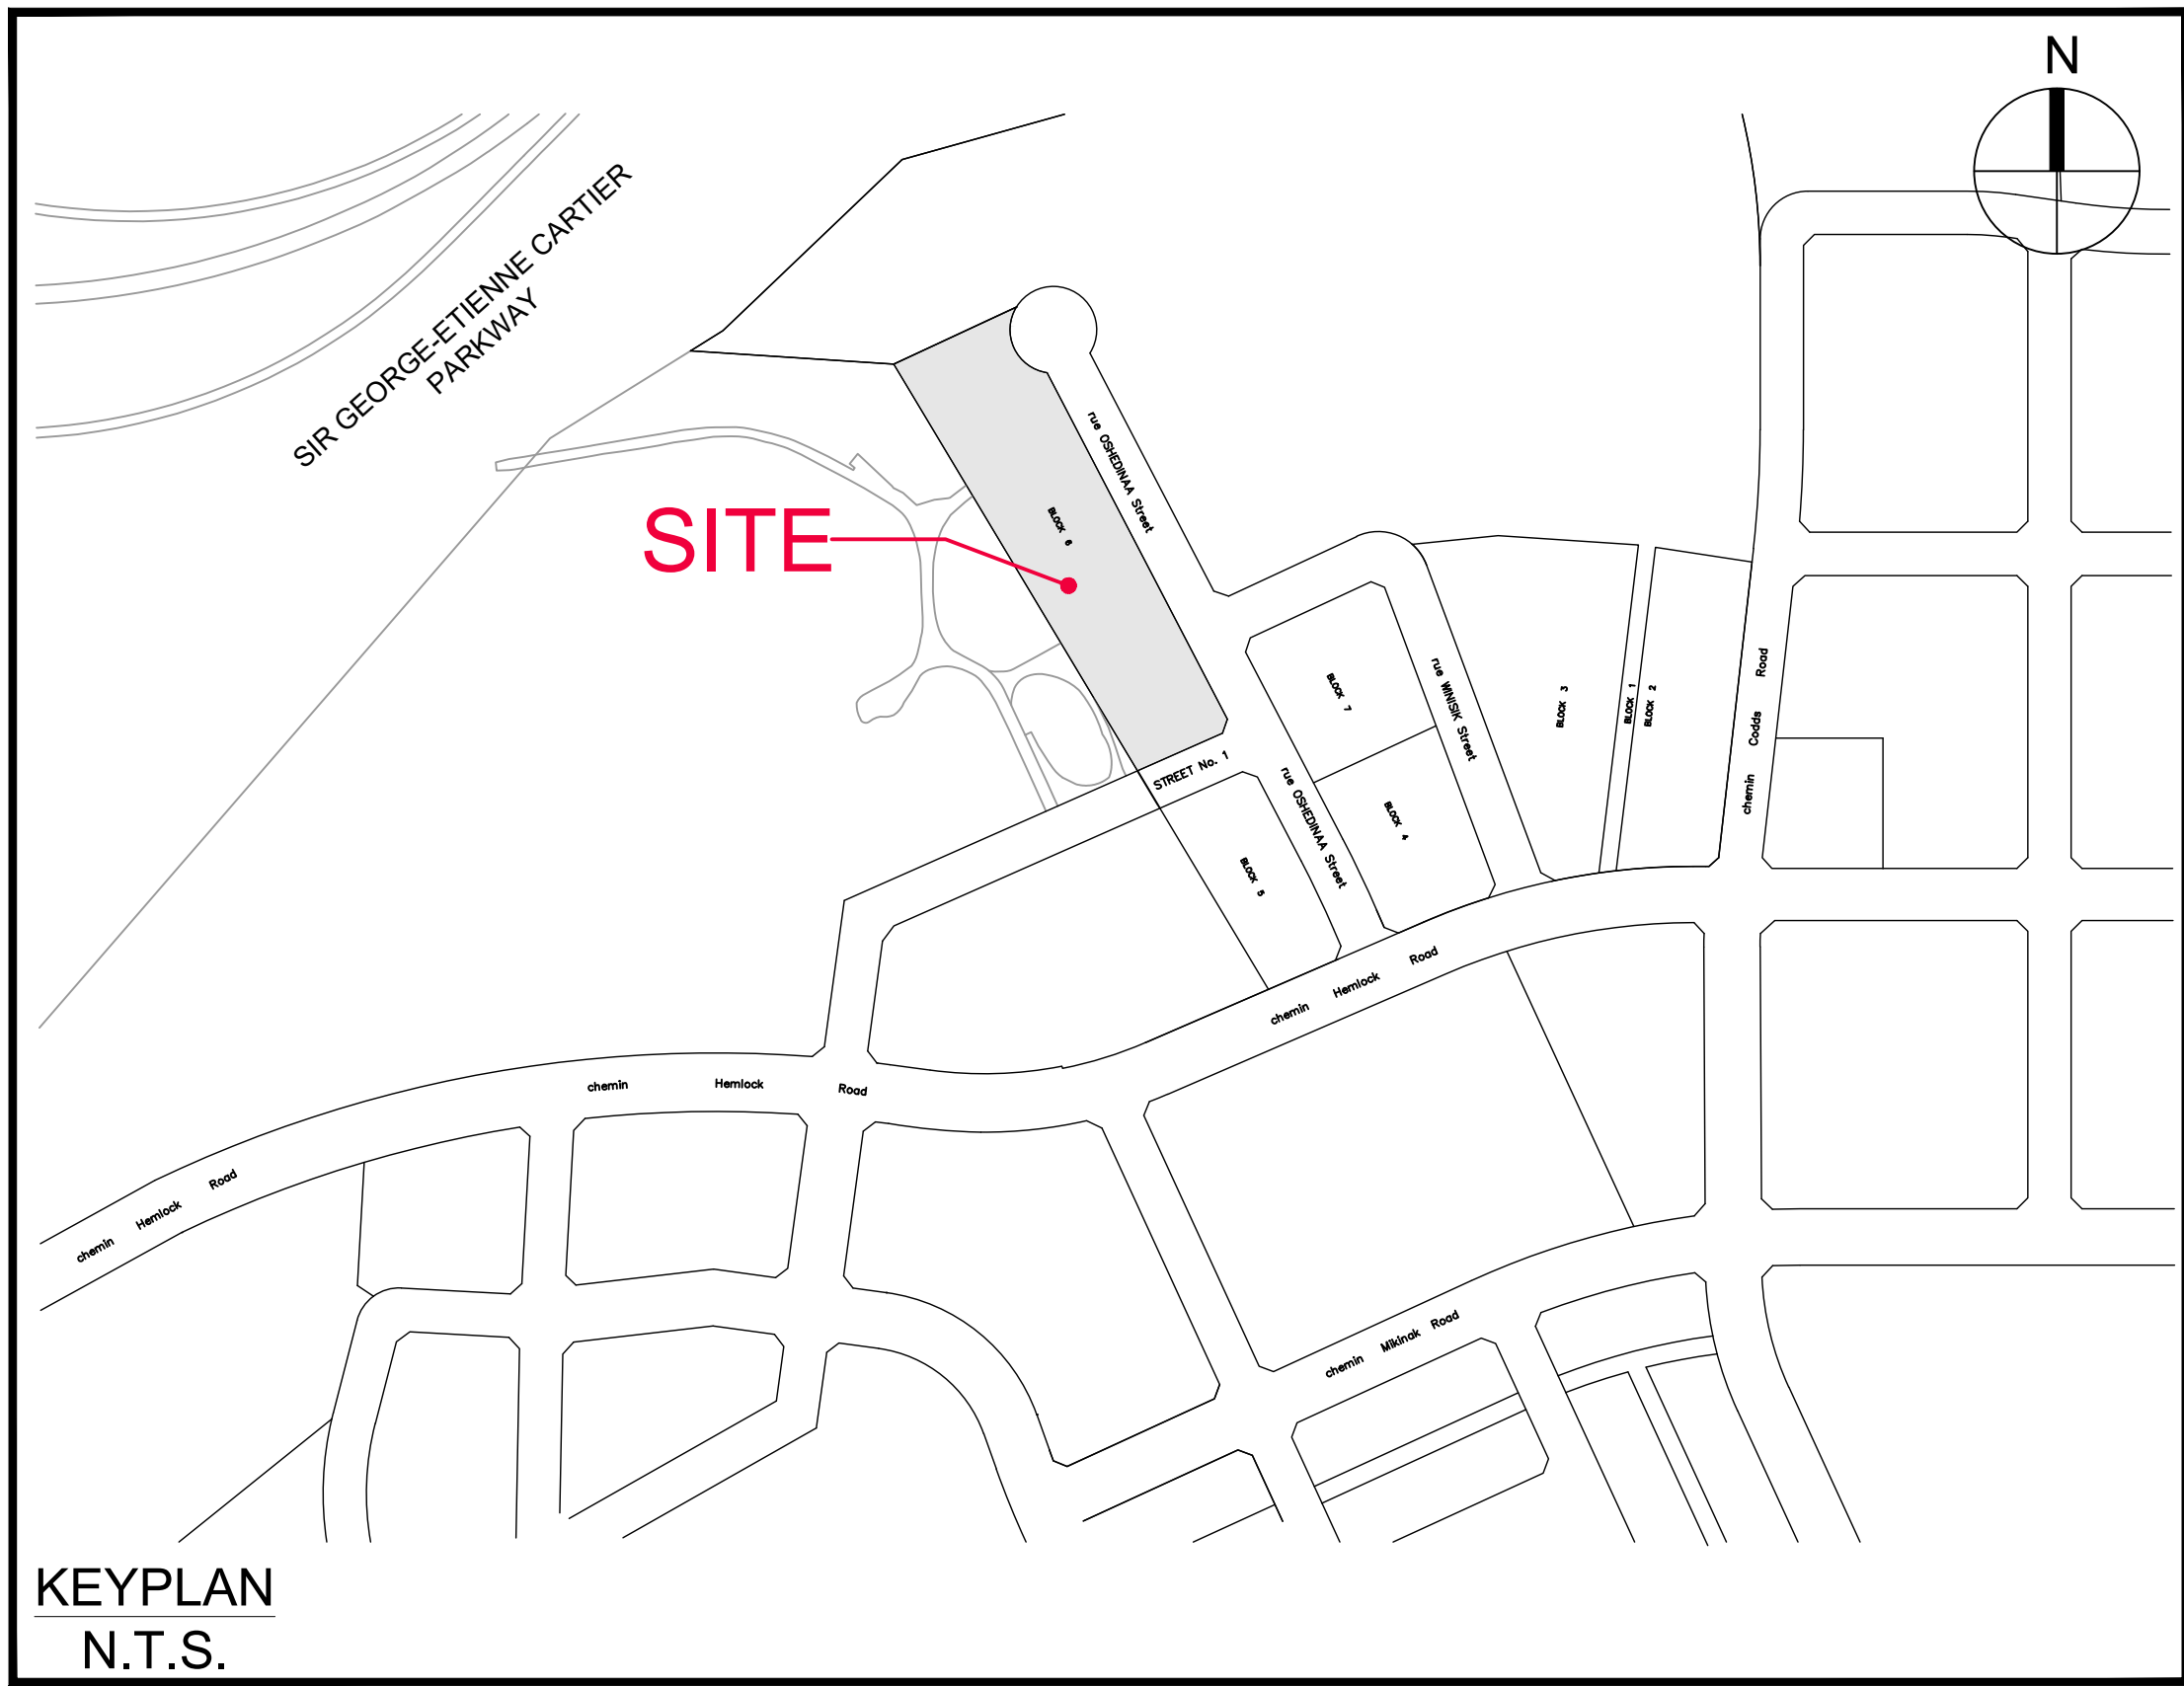 N
SIR GEORGE-ETIENNE CARTIER
PARKWAY
rue OSHEDINAA Street
SITE
BLOCK 6
BLOCK 7
rue WINISIK Street
BLOCK 3
BLOCK 1
BLOCK 2
chemin Codds Road
STREET No. 1
rue OSHEDINAA Street
BLOCK 4
BLOCK 5
chemin Hemlock Road
chemin Hemlock Road
chemin Hemlock Road
chemin Mikinak Road
KEYPLAN
N.T.S.